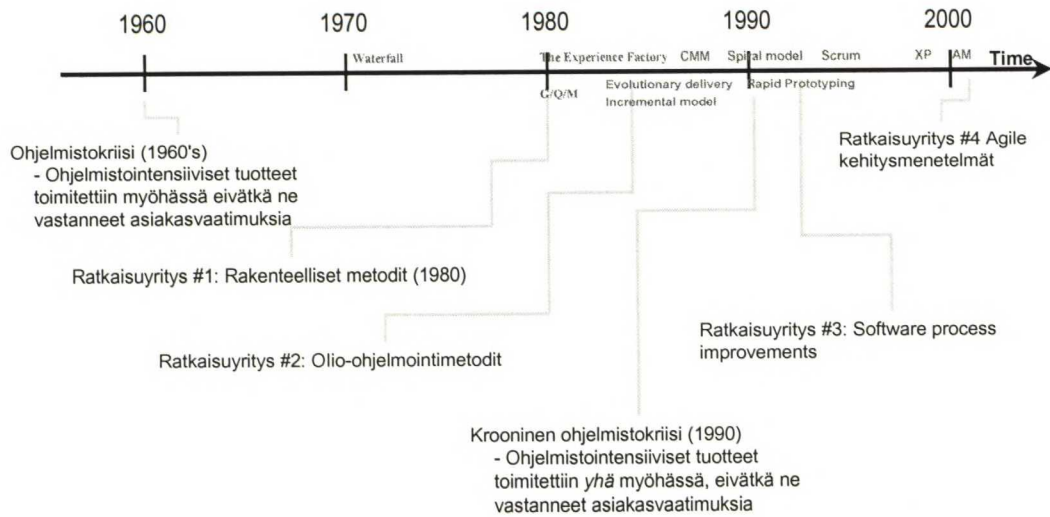 1960 1970 1980 1990 2000
Waterfall The Experience Factory CMM Spiral model Scrum XP AM Time
G/Q/M Evolutionary delivery Rapid Prototyping
Incremental model
Ohjelmistokriisi (1960's)
- Ohjelmistointensiiviset tuotteet
toimitettiin myöhässä eivätkä ne
vastanneet asiakasvaatimuksia
Ratkaisuyritys #4 Agile
kehitysmenetelmät
Ratkaisuyritys #1: Rakenteelliset metodit (1980)
Ratkaisuyritys #2: Olio-ohjelmointimetodit
Ratkaisuyritys #3: Software process
improvements
Krooninen ohjelmistokriisi (1990)
- Ohjelmistointensiiviset tuotteet
toimitettiin yhä myöhässä, eivätkä ne
vastanneet asiakasvaatimuksia